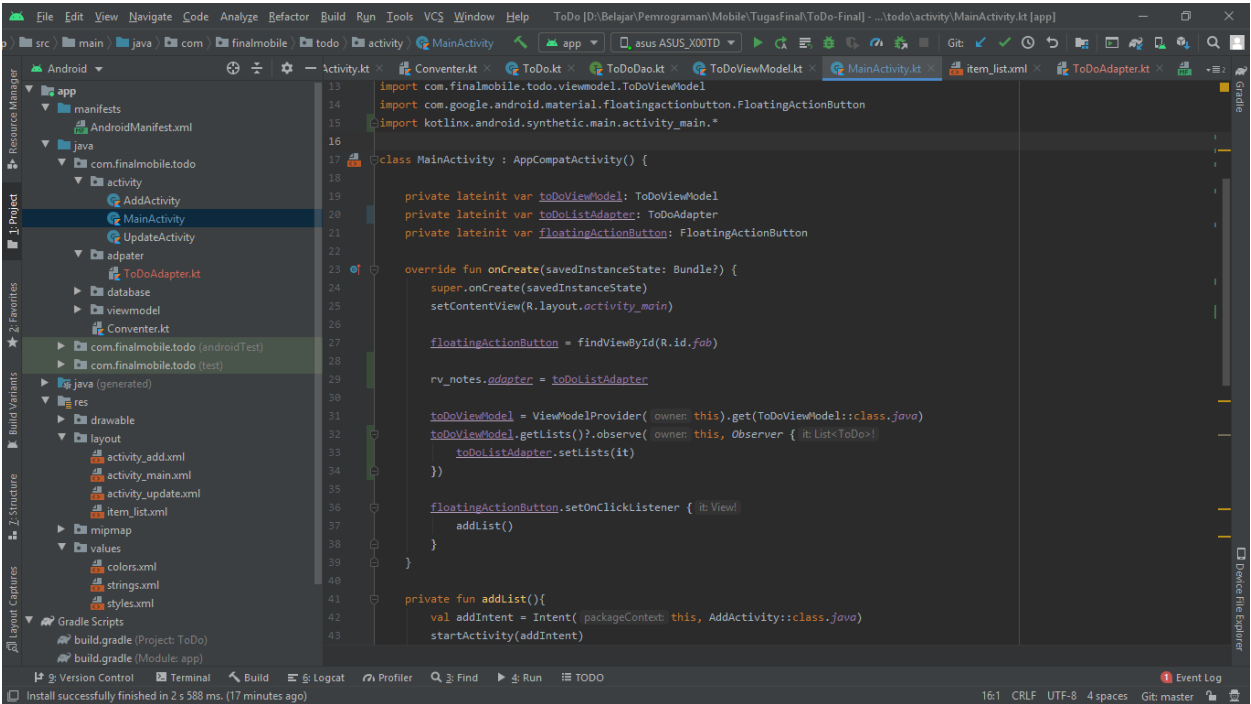 File Edit View Navigate Code Analyze Refactor Build Run Tools VCS Window Help ToDo [D:\Belajar\Pemrograman\Mobile\TugasFinal\ToDo-Final] - ...\todo\activity\MainActivity.kt [app]
src main java com finalmobile todo activity MainActivity app asus ASUS_X00TD Git:
Android
ctivity.kt Conventer.kt ToDo.kt ToDoDao.kt ToDoViewModel.kt MainActivity.kt item_list.xml ToDoAdapter.kt
Resource Manager
1: Project
2: Favorites
Build Variants
Z: Structure
Layout Captures
app
manifests
AndroidManifest.xml
java
com.finalmobile.todo
activity
AddActivity
MainActivity
UpdateActivity
adpater
ToDoAdapter.kt
database
viewmodel
Conventer.kt
com.finalmobile.todo (androidTest)
com.finalmobile.todo (test)
java (generated)
res
drawable
layout
activity_add.xml
activity_main.xml
activity_update.xml
item_list.xml
mipmap
values
colors.xml
strings.xml
styles.xml
Gradle Scripts
build.gradle (Project: ToDo)
build.gradle (Module: app)
13 import com.finalmobile.todo.viewmodel.ToDoViewModel
14 import com.google.android.material.floatingactionbutton.FloatingActionButton
15 import kotlinx.android.synthetic.main.activity_main.*
16
17 class MainActivity : AppCompatActivity() {
18
19 private lateinit var toDoViewModel: ToDoViewModel
20 private lateinit var toDoListAdapter: ToDoAdapter
21 private lateinit var floatingActionButton: FloatingActionButton
22
23 override fun onCreate(savedInstanceState: Bundle?) {
24 super.onCreate(savedInstanceState)
25 setContentView(R.layout.activity_main)
26
27 floatingActionButton = findViewById(R.id.fab)
28
29 rv_notes.adapter = toDoListAdapter
30
31 toDoViewModel = ViewModelProvider( owner: this).get(ToDoViewModel::class.java)
32 toDoViewModel.getLists()?.observe( owner: this, Observer { it: List<ToDo>!
33 toDoListAdapter.setLists(it)
34 })
35
36 floatingActionButton.setOnClickListener { it: View!
37 addList()
38 }
39 }
40
41 private fun addList(){
42 val addIntent = Intent( packageContext: this, AddActivity::class.java)
43 startActivity(addIntent)
Gradle
Device File Explorer
9: Version Control Terminal Build 6: Logcat Profiler 3: Find 4: Run TODO 1 Event Log
Install successfully finished in 2 s 588 ms. (17 minutes ago) 16:1 CRLF UTF-8 4 spaces Git: master